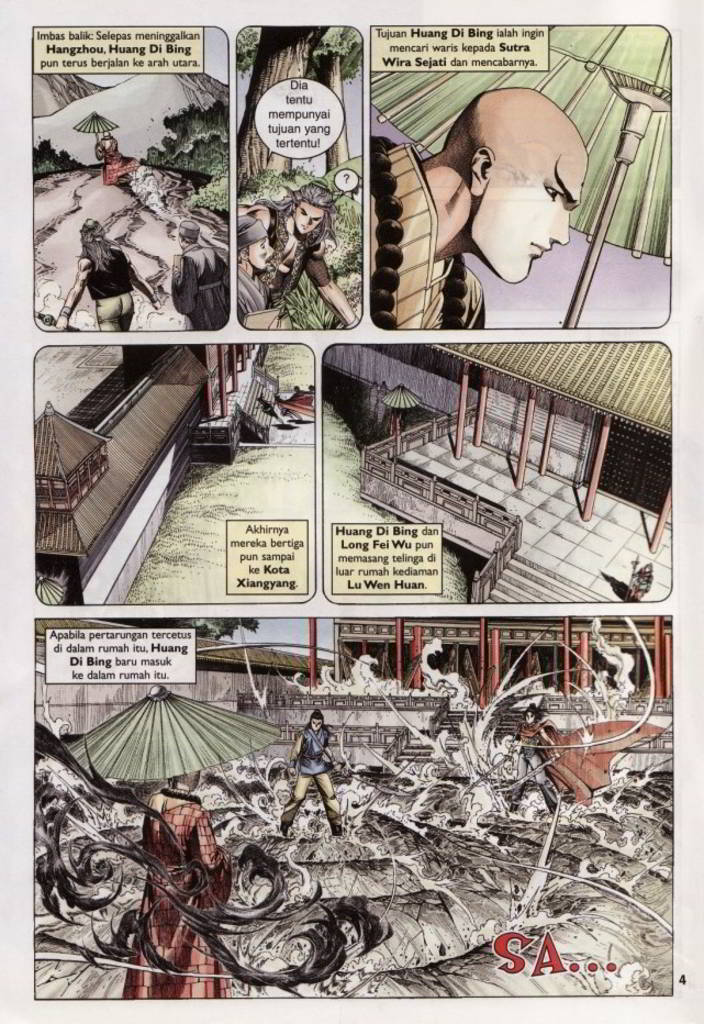 Imbas balik: Selepas meninggalkan
Hangzhou, Huang Di Bing
pun terus berjalan ke arah utara.
Dia
tentu
mempunyai
tujuan yang
tertentu!
?
Tujuan Huang Di Bing ialah ingin
mencari waris kepada Sutra
Wira Sejati dan mencabarnya.
Akhirnya
mereka bertiga
pun sampai
ke Kota
Xiangyang.
Huang Di Bing dan
Long Fei Wu pun
memasang telinga di
luar rumah kediaman
Lu Wen Huan.
Apabila pertarungan tercetus
di dalam rumah itu, Huang
Di Bing baru masuk
ke dalam rumah itu.
SA...
4